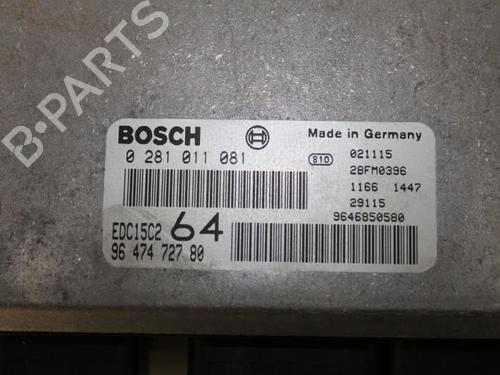 B-PARTS
BOSCH
Made in Germany
0 281 011 081
810
021115
28FM0396
1166 1447
EDC15C2 64
29115
96 474 727 80
9646850580